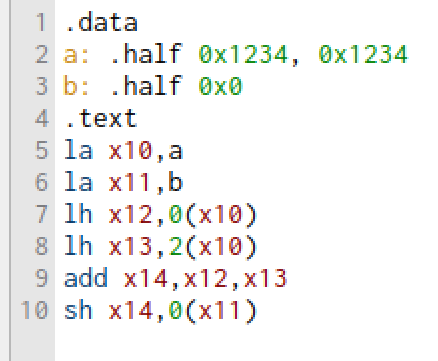 1 .data
2 a: .half 0x1234, 0x1234
3 b: .half 0x0
4 .text
5 la x10,a
6 la x11,b
7 lh x12,0(x10)
8 lh x13,2(x10)
9 add x14,x12,x13
10 sh x14,0(x11)